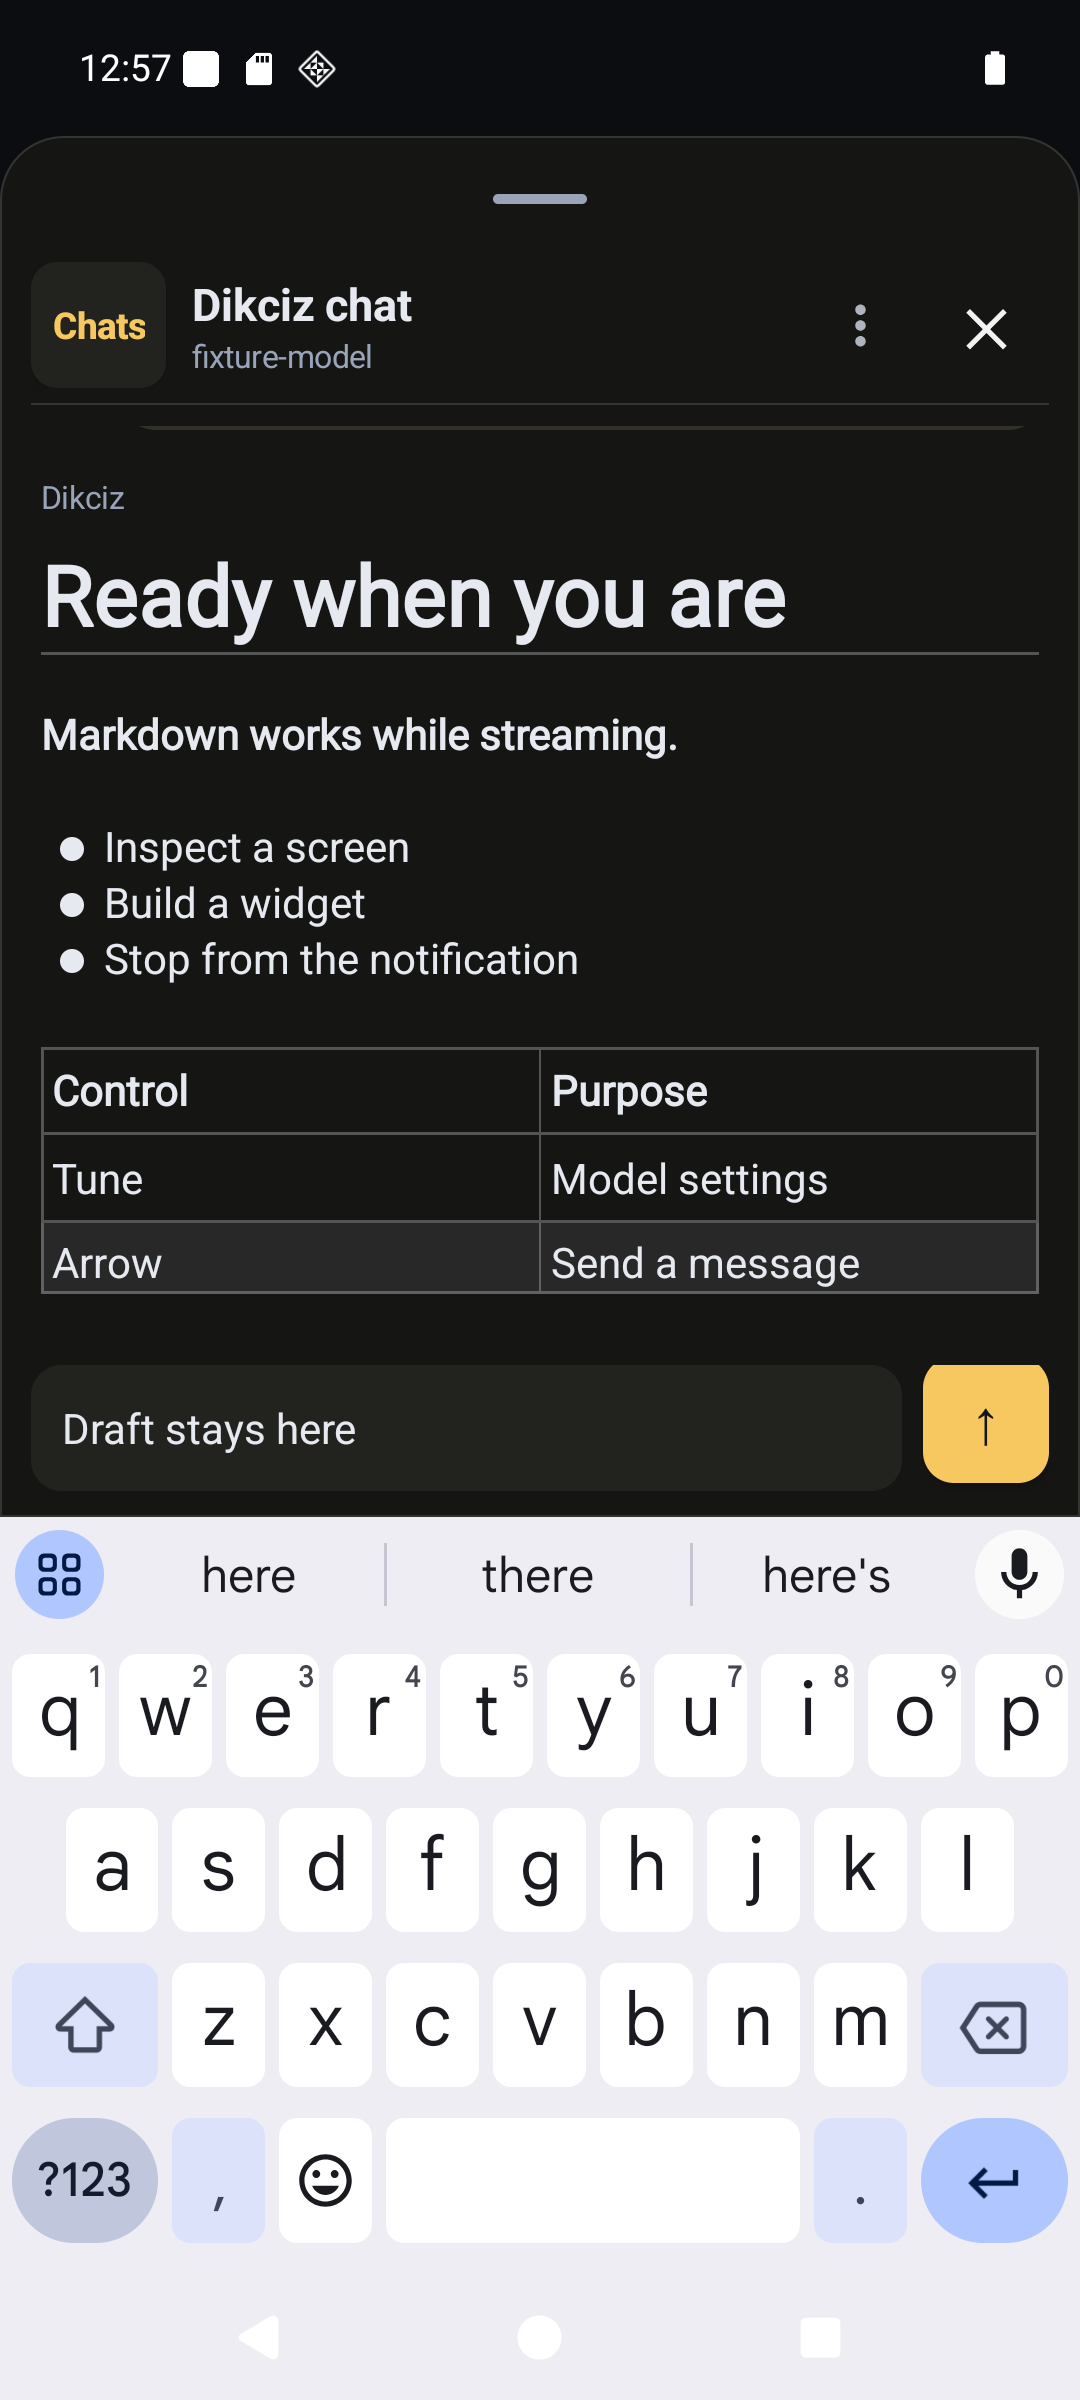 12:57
Chats
Dikciz chat
fixture-model
Dikciz
Ready when you are
Markdown works while streaming.
Inspect a screen
Build a widget
Stop from the notification
Control Purpose
Tune Model settings
Arrow Send a message
Draft stays here
↑
here there here's
q 1 w 2 e 3 r 4 t 5 y 6 u 7 i 8 o 9 p 0
a s d f g h j k l
z x c v b n m
?123 , .